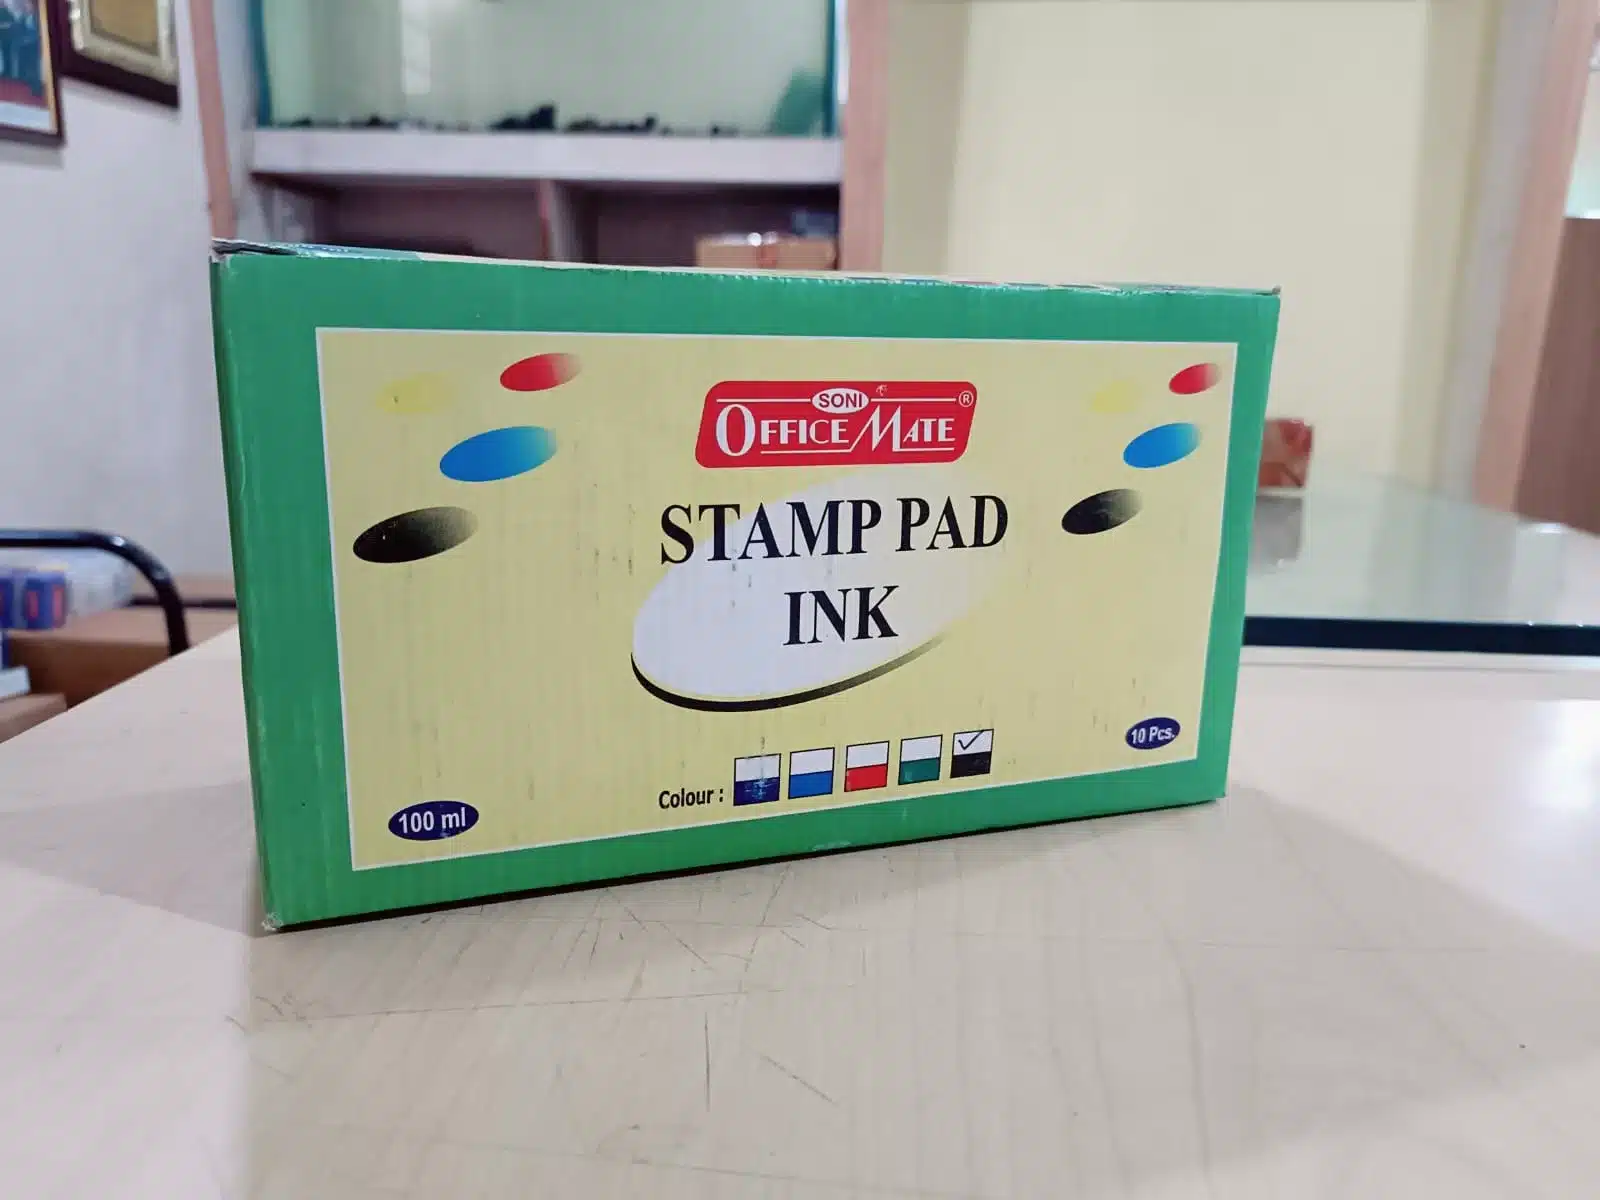 SONI
OFFICE MATE ®
STAMP PAD
INK
10 Pcs.
Colour :
100 ml